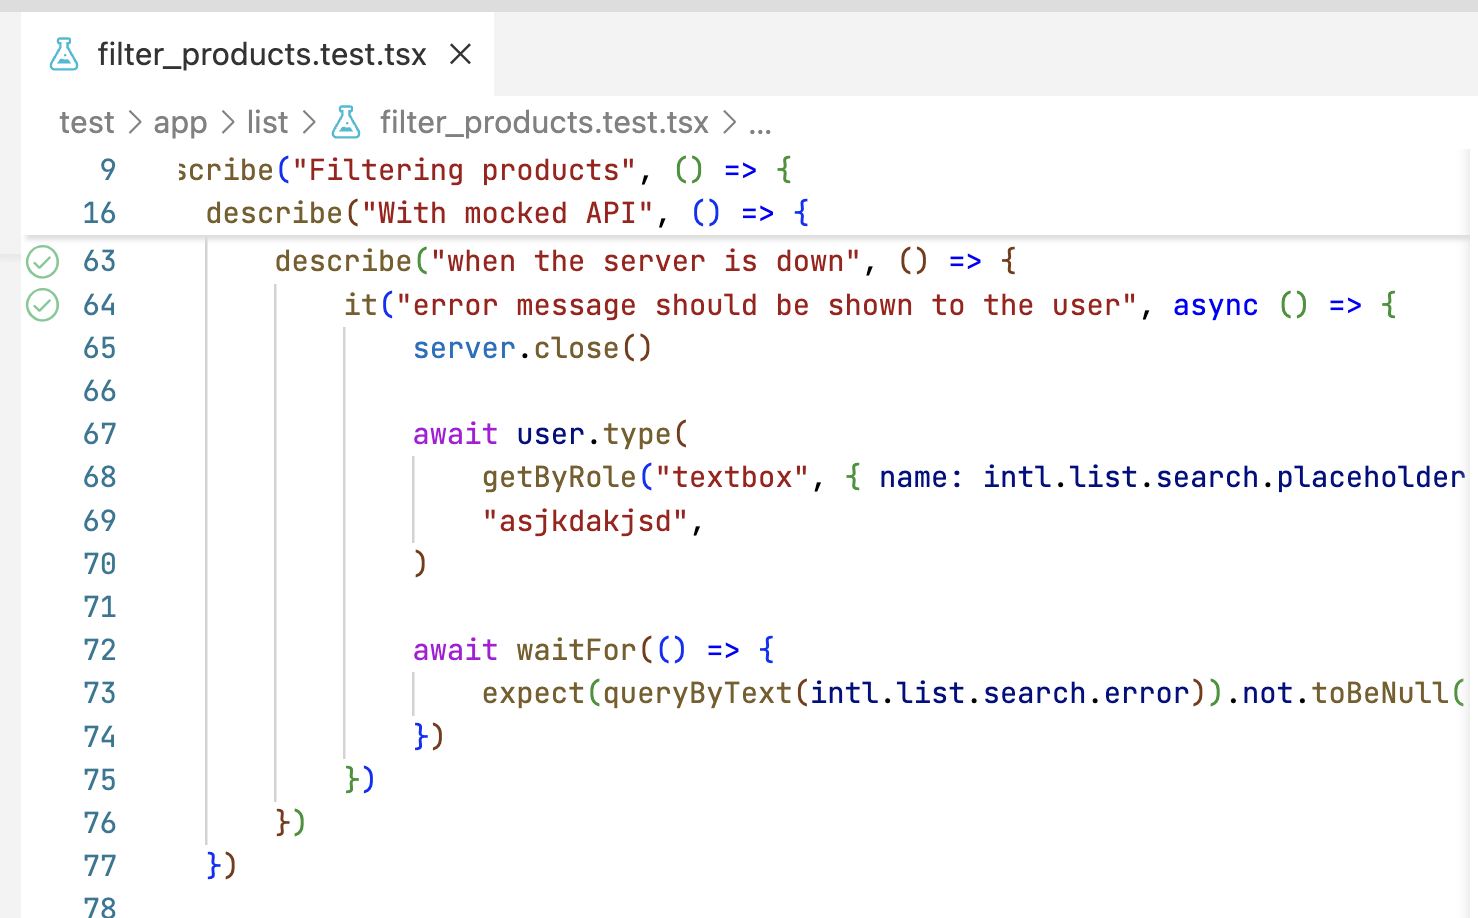 filter_products.test.tsx
test > app > list > filter_products.test.tsx > ...
9 scribe("Filtering products", () => {
16 describe("With mocked API", () => {
63 describe("when the server is down", () => {
64 it("error message should be shown to the user", async () => {
65 server.close()
66
67 await user.type(
68 getByRole("textbox", { name: intl.list.search.placeholder
69 "asjkdakjsd",
70 )
71
72 await waitFor(() => {
73 expect(queryByText(intl.list.search.error)).not.toBeNull(
74 })
75 })
76 })
77 })
78